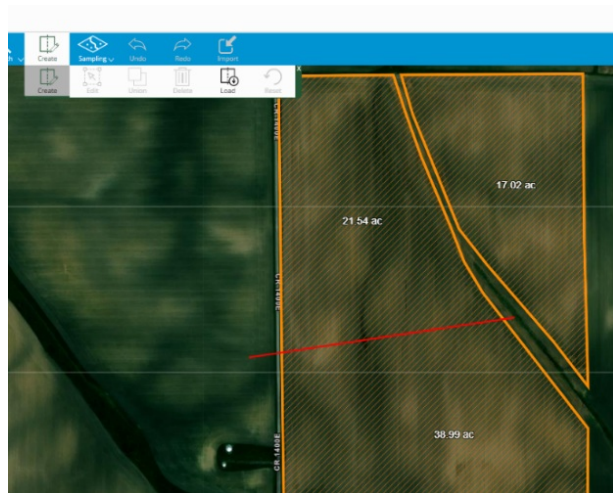 Create
Sampling
Undo
Redo
Import
Create
Edit
Union
Delete
Load
Reset
x
17.02 ac
21.54 ac
38.99 ac
CR 1400E